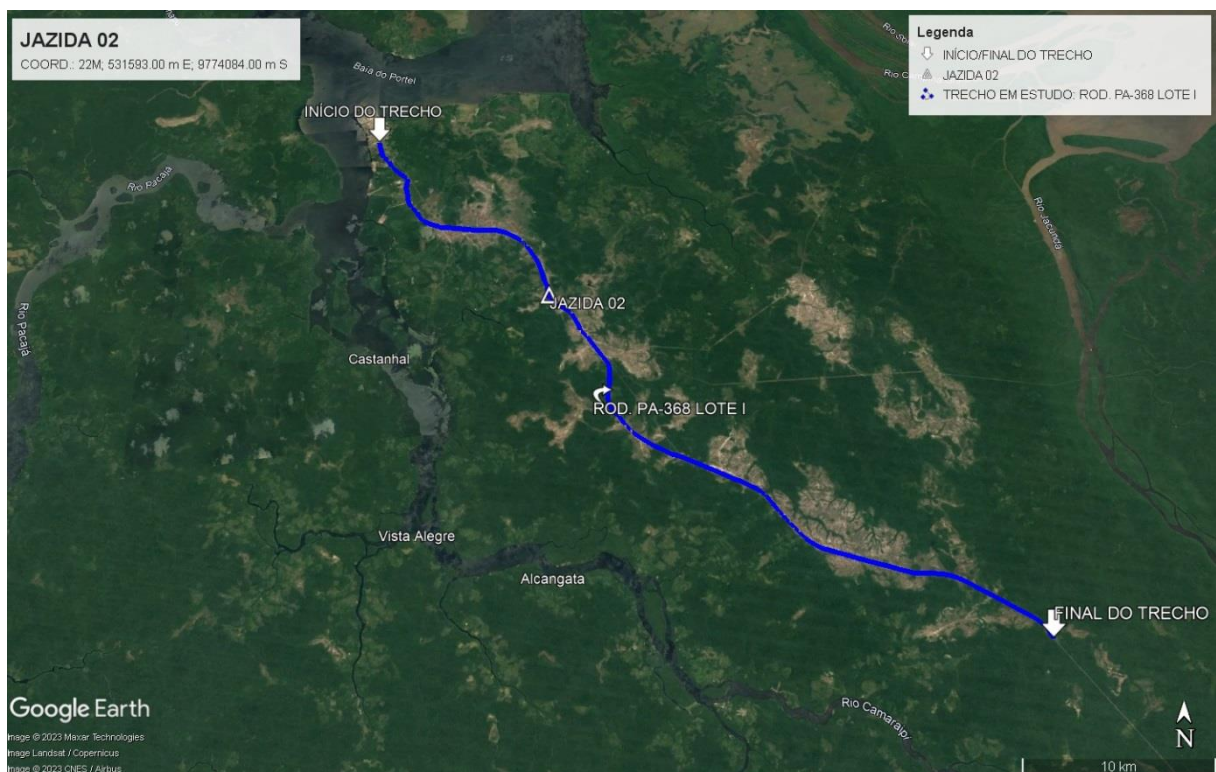 JAZIDA 02
COORD.: 22M; 531593.00 m E; 9774084.00 m S
Legenda
INÍCIO/FINAL DO TRECHO
JAZIDA 02
TRECHO EM ESTUDO: ROD. PA-368 LOTE I
Baía do Portel
INÍCIO DO TRECHO
Rio Pacajá
Rio Jacundá
JAZIDA 02
Rio Pacajá
Castanhal
ROD. PA-368 LOTE I
Vista Alegre
Alcangata
FINAL DO TRECHO
Rio Camaraipi
Google Earth
Image © 2023 Maxar Technologies
Image Landsat / Copernicus
Image © 2023 CNES / Airbus
N
10 km